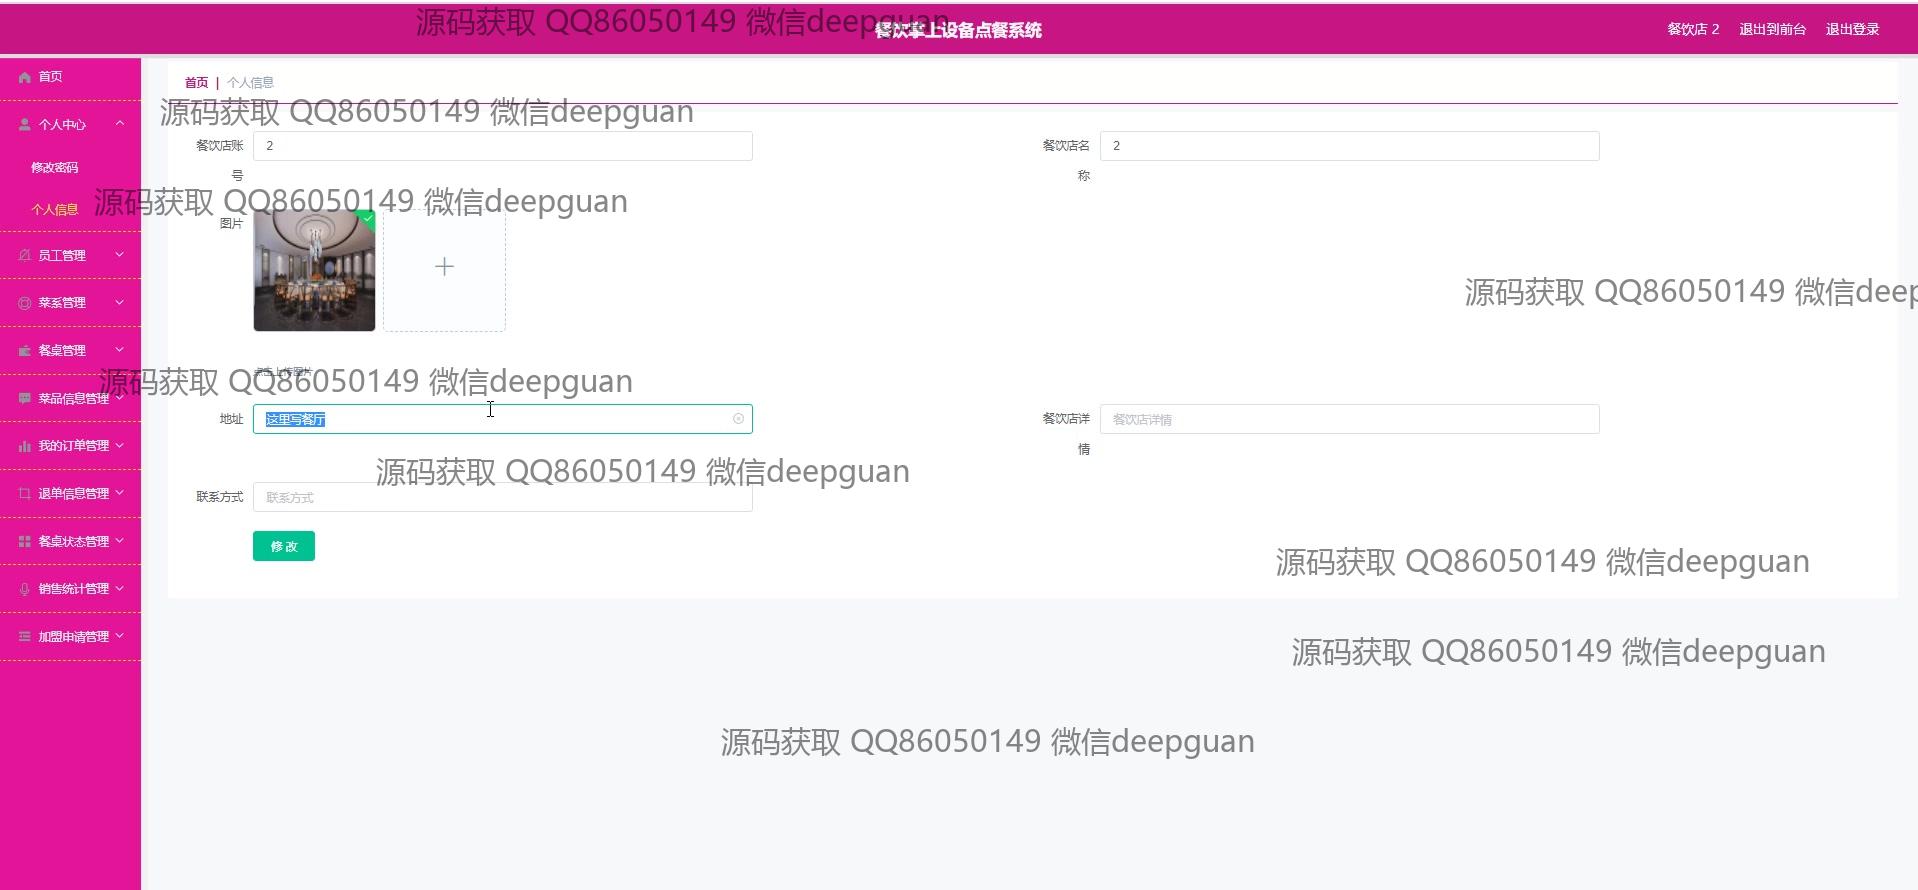 源码获取 QQ86050149 微信deepguan
餐饮掌上设备点餐系统
餐饮店 2 退出到前台 退出登录
首页
个人中心
修改密码
个人信息
员工管理
菜系管理
餐桌管理
菜品信息管理
我的订单管理
退单信息管理
餐桌状态管理
销售统计管理
加盟申请管理
首页 | 个人信息
源码获取 QQ86050149 微信deepguan
餐饮店账
号
2
餐饮店名
称
2
源码获取 QQ86050149 微信deepguan
图片
源码获取 QQ86050149 微信deep
点击上传图片
源码获取 QQ86050149 微信deepguan
地址
这里写餐厅
餐饮店详
情
餐饮店详情
源码获取 QQ86050149 微信deepguan
联系方式
联系方式
修改
源码获取 QQ86050149 微信deepguan
源码获取 QQ86050149 微信deepguan
源码获取 QQ86050149 微信deepguan